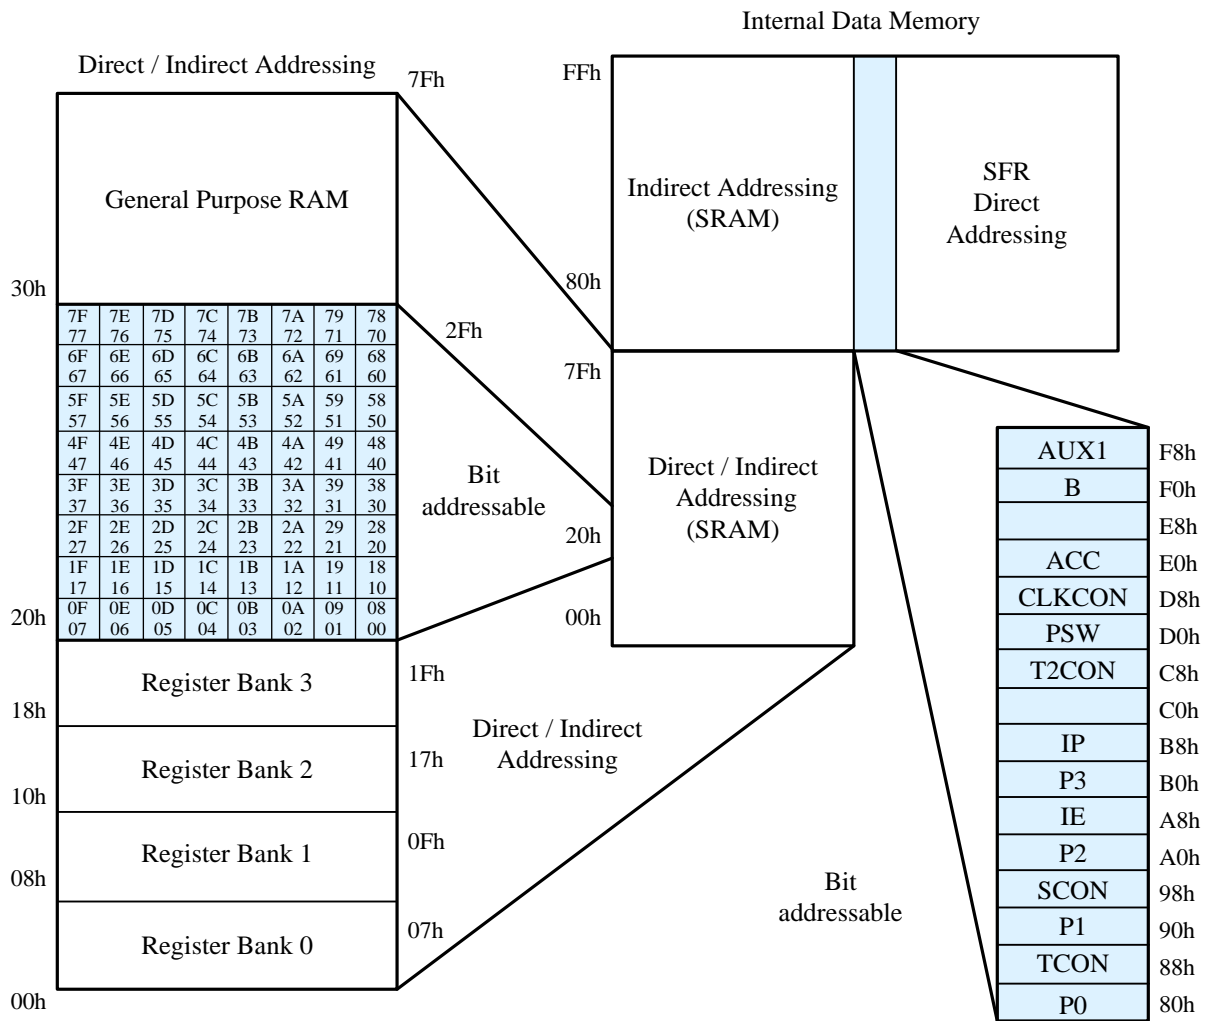 Internal Data Memory
Direct / Indirect Addressing
7Fh
FFh
General Purpose RAM
Indirect Addressing
(SRAM)
SFR
Direct
Addressing
80h
30h
7F 7E 7D 7C 7B 7A 79 78
77 76 75 74 73 72 71 70
2Fh
6F 6E 6D 6C 6B 6A 69 68
67 66 65 64 63 62 61 60
7Fh
5F 5E 5D 5C 5B 5A 59 58
57 56 55 54 53 52 51 50
4F 4E 4D 4C 4B 4A 49 48
47 46 45 44 43 42 41 40
3F 3E 3D 3C 3B 3A 39 38
37 36 35 34 33 32 31 30
2F 2E 2D 2C 2B 2A 29 28
27 26 25 24 23 22 21 20
1F 1E 1D 1C 1B 1A 19 18
17 16 15 14 13 12 11 10
0F 0E 0D 0C 0B 0A 09 08
07 06 05 04 03 02 01 00
Bit
addressable
Direct / Indirect
Addressing
(SRAM)
20h
00h
20h
Register Bank 3
1Fh
18h
Register Bank 2
17h
10h
Register Bank 1
0Fh
08h
Register Bank 0
07h
00h
Direct / Indirect
Addressing
Bit
addressable
AUX1 F8h
B F0h
E8h
ACC E0h
CLKCON D8h
PSW D0h
T2CON C8h
C0h
IP B8h
P3 B0h
IE A8h
P2 A0h
SCON 98h
P1 90h
TCON 88h
P0 80h